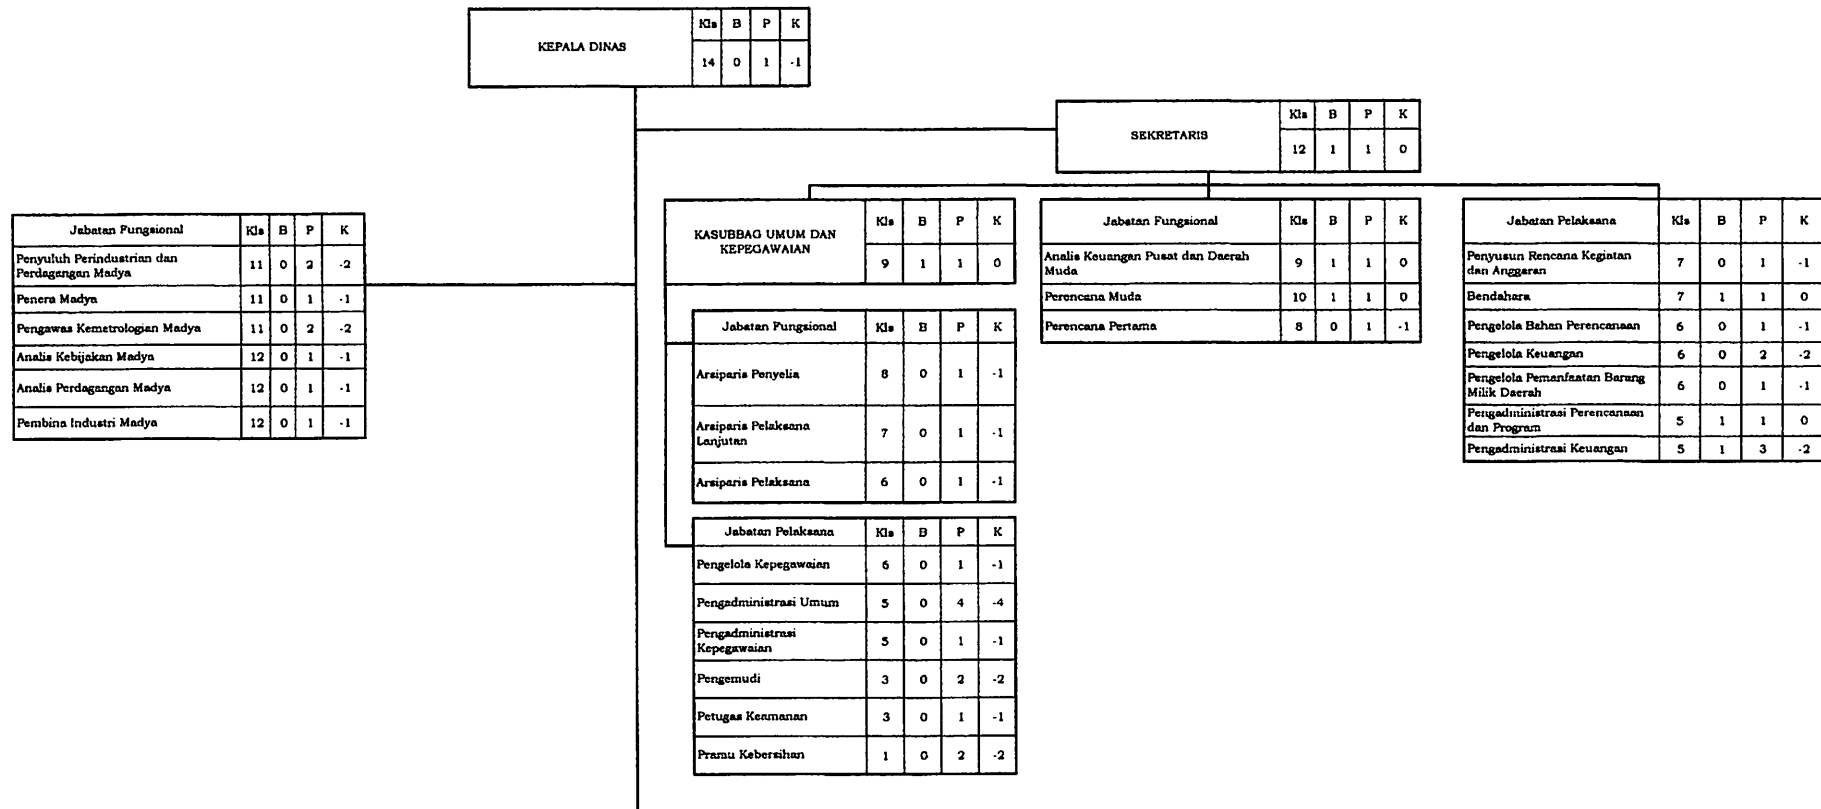 KEPALA DINAS
Kls B P K
14 0 1 -1
SEKRETARIS
Kls B P K
12 1 1 0
Jabatan Fungsional Kls B P K
Penyuluh Perindustrian dan
Perdagangan Madya 11 0 2 -2
Penera Madya 11 0 1 -1
Pengawas Kemetrologian Madya 11 0 2 -2
Analis Kebijakan Madya 12 0 1 -1
Analis Perdagangan Madya 12 0 1 -1
Pembina Industri Madya 12 0 1 -1
KASUBBAG UMUM DAN
KEPEGAWAIAN
Kls B P K
9 1 1 0
Jabatan Fungsional Kls B P K
Arsiparis Penyelia 8 0 1 -1
Arsiparis Pelaksana
Lanjutan 7 0 1 -1
Arsiparis Pelaksana 6 0 1 -1
Jabatan Pelaksana Kls B P K
Pengelola Kepegawaian 6 0 1 -1
Pengadministrasi Umum 5 0 4 -4
Pengadministrasi
Kepegawaian 5 0 1 -1
Pengemudi 3 0 2 -2
Petugas Keamanan 3 0 1 -1
Pramu Kebersihan 1 0 2 -2
Jabatan Fungsional Kls B P K
Analis Keuangan Pusat dan Daerah
Muda 9 1 1 0
Perencana Muda 10 1 1 0
Perencana Pertama 8 0 1 -1
Jabatan Pelaksana Kls B P K
Penyusun Rencana Kegiatan
dan Anggaran 7 0 1 -1
Bendahara 7 1 1 0
Pengelola Bahan Perencanaan 6 0 1 -1
Pengelola Keuangan 6 0 2 -2
Pengelola Pemanfaatan Barang
Milik Daerah 6 0 1 -1
Pengadministrasi Perencanaan
dan Program 5 1 1 0
Pengadministrasi Keuangan 5 1 3 -2